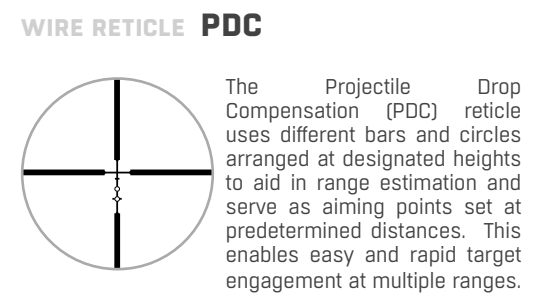 WIRE RETICLE PDC
The Projectile Drop
Compensation (PDC) reticle
uses different bars and circles
arranged at designated heights
to aid in range estimation and
serve as aiming points set at
predetermined distances. This
enables easy and rapid target
engagement at multiple ranges.